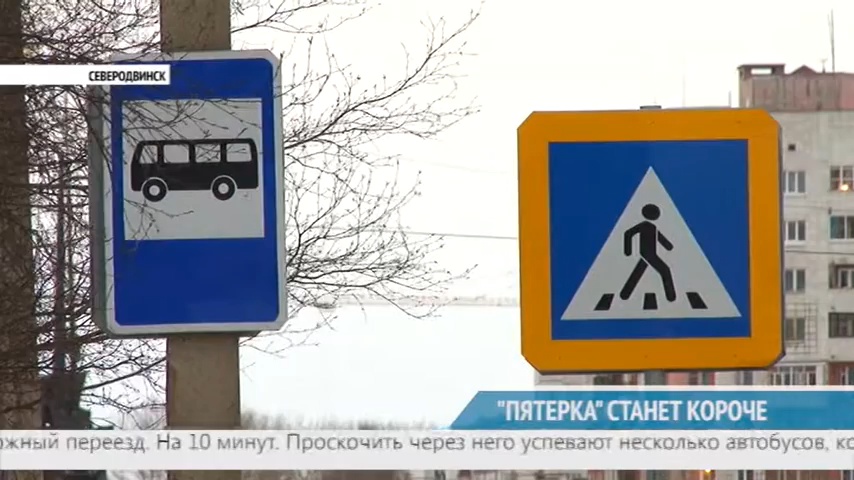 СЕВЕРОДВИНСК
"ПЯТЕРКА" СТАНЕТ КОРОЧЕ
переезд. На 10 минут. Проскочить через него успевают несколько автобусов,